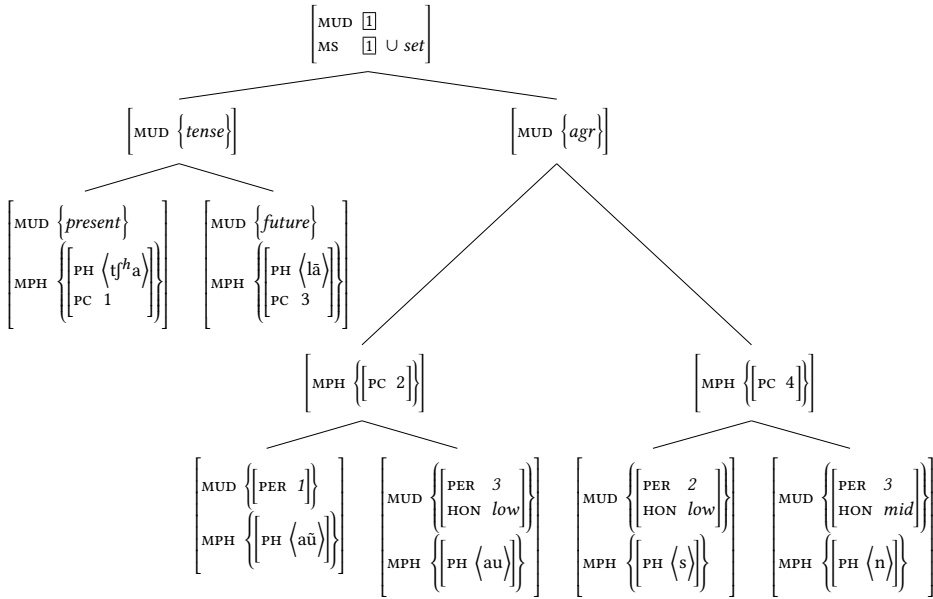 MUD 1
MS 1 ∪ set
MUD {tense}
MUD {agr}
MUD {present}
MPH {[PH ⟨tʃʰa⟩
PC 1]}
MUD {future}
MPH {[PH ⟨lā⟩
PC 3]}
MPH {[PC 2]}
MPH {[PC 4]}
MUD {[PER 1]}
MPH {[PH ⟨aũ⟩]}
MUD {[PER 3
HON low]}
MPH {[PH ⟨au⟩]}
MUD {[PER 2
HON low]}
MPH {[PH ⟨s⟩]}
MUD {[PER 3
HON mid]}
MPH {[PH ⟨n⟩]}